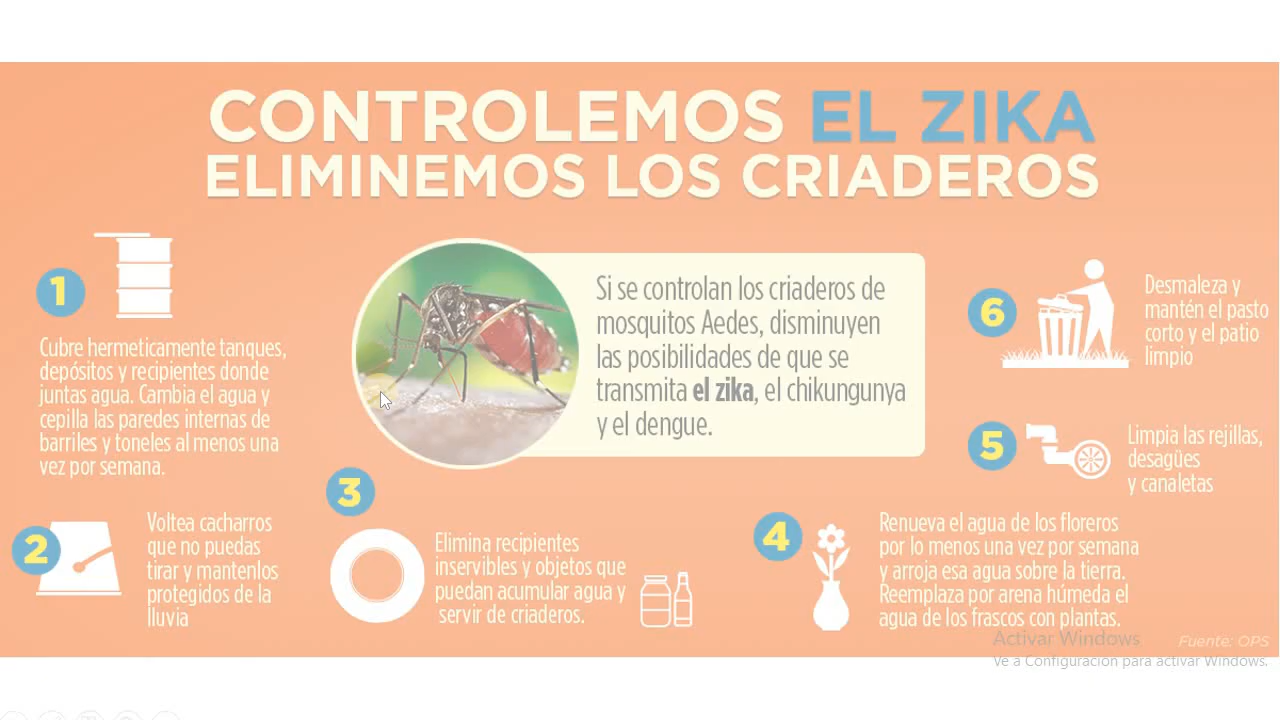 CONTROLEMOS EL ZIKA
ELIMINEMOS LOS CRIADEROS
1
Cubre hermeticamente tanques,
depósitos y recipientes donde
juntas agua. Cambia el agua y
cepilla las paredes internas de
barriles y toneles al menos una
vez por semana.
Si se controlan los criaderos de
mosquitos Aedes, disminuyen
las posibilidades de que se
transmita el zika, el chikungunya
y el dengue.
2
Voltea cacharros
que no puedas
tirar y mantenlos
protegidos de la
lluvia
3
Elimina recipientes
inservibles y objetos que
puedan acumular agua y
servir de criaderos.
4
Renueva el agua de los floreros
por lo menos una vez por semana
y arroja esa agua sobre la tierra.
Reemplaza por arena húmeda el
agua de los frascos con plantas.
5
Limpia las rejillas,
desagües
y canaletas
6
Desmaleza y
mantén el pasto
corto y el patio
limpio
Fuente: OPS
Activar Windows
Ve a Configuración para activar Windows.